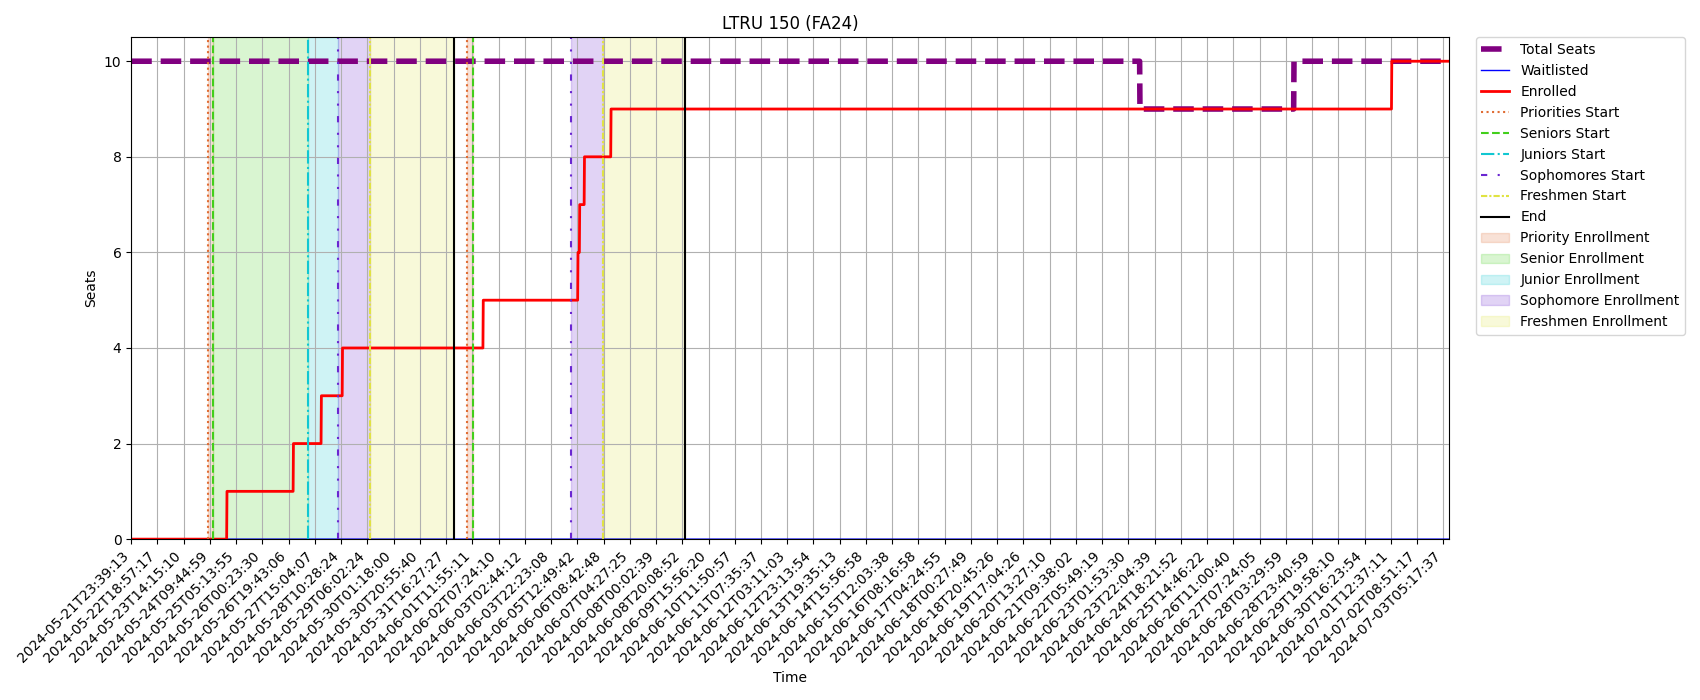 LTRU 150 (FA24)
Seats
10
8
6
4
2
0
2024-05-21T23:39:13
2024-05-22T18:57:17
2024-05-23T14:15:10
2024-05-24T09:44:59
2024-05-25T05:13:55
2024-05-26T00:23:30
2024-05-26T19:43:06
2024-05-27T15:04:07
2024-05-28T10:28:24
2024-05-29T06:02:24
2024-05-30T01:18:00
2024-05-30T20:55:40
2024-05-31T16:27:27
2024-06-01T11:55:11
2024-06-02T07:24:10
2024-06-03T02:44:12
2024-06-03T22:23:08
2024-06-05T12:49:42
2024-06-06T08:42:48
2024-06-07T04:27:25
2024-06-08T00:02:39
2024-06-08T20:08:52
2024-06-09T15:56:20
2024-06-10T11:50:57
2024-06-11T07:35:37
2024-06-12T03:11:03
2024-06-12T23:13:54
2024-06-13T19:35:13
2024-06-14T15:56:58
2024-06-15T12:03:38
2024-06-16T08:16:58
2024-06-17T04:24:55
2024-06-18T00:27:49
2024-06-18T20:45:26
2024-06-19T17:04:26
2024-06-20T13:27:10
2024-06-21T09:38:02
2024-06-22T05:49:19
2024-06-23T01:53:30
2024-06-23T22:04:39
2024-06-24T18:21:52
2024-06-25T14:46:22
2024-06-26T11:00:40
2024-06-27T07:24:05
2024-06-28T03:29:59
2024-06-28T23:40:59
2024-06-29T19:58:10
2024-06-30T16:23:54
2024-07-01T12:37:11
2024-07-02T08:51:17
2024-07-03T05:17:37
Time
Total Seats
Waitlisted
Enrolled
Priorities Start
Seniors Start
Juniors Start
Sophomores Start
Freshmen Start
End
Priority Enrollment
Senior Enrollment
Junior Enrollment
Sophomore Enrollment
Freshmen Enrollment